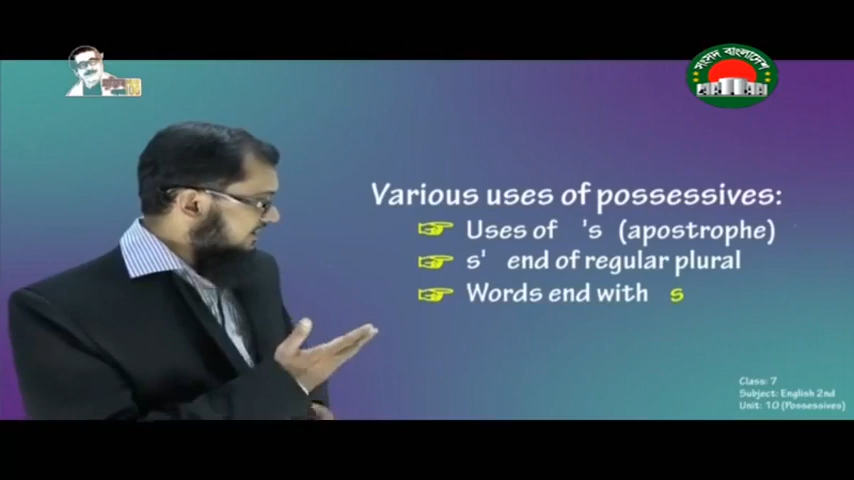 সংসদ বাংলাদেশ
Various uses of possessives:
Uses of 's (apostrophe)
s' end of regular plural
Words end with s
Class: 7
Subject: English 2nd
Unit: 10 (Possessives)